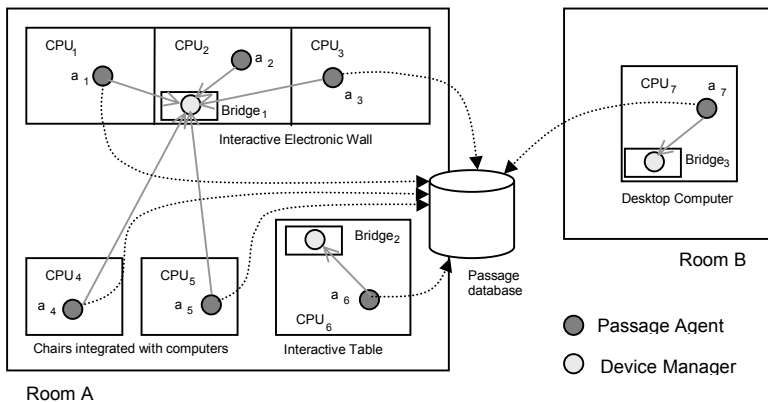 CPU1
CPU2
CPU3
a 1
a 2
a 3
Bridge1
Interactive Electronic Wall
CPU4
a 4
CPU5
a 5
Chairs integrated with computers
Bridge2
a 6
CPU6
Interactive Table
Room A
Passage
database
CPU7
a 7
Bridge3
Desktop Computer
Room B
Passage Agent
Device Manager